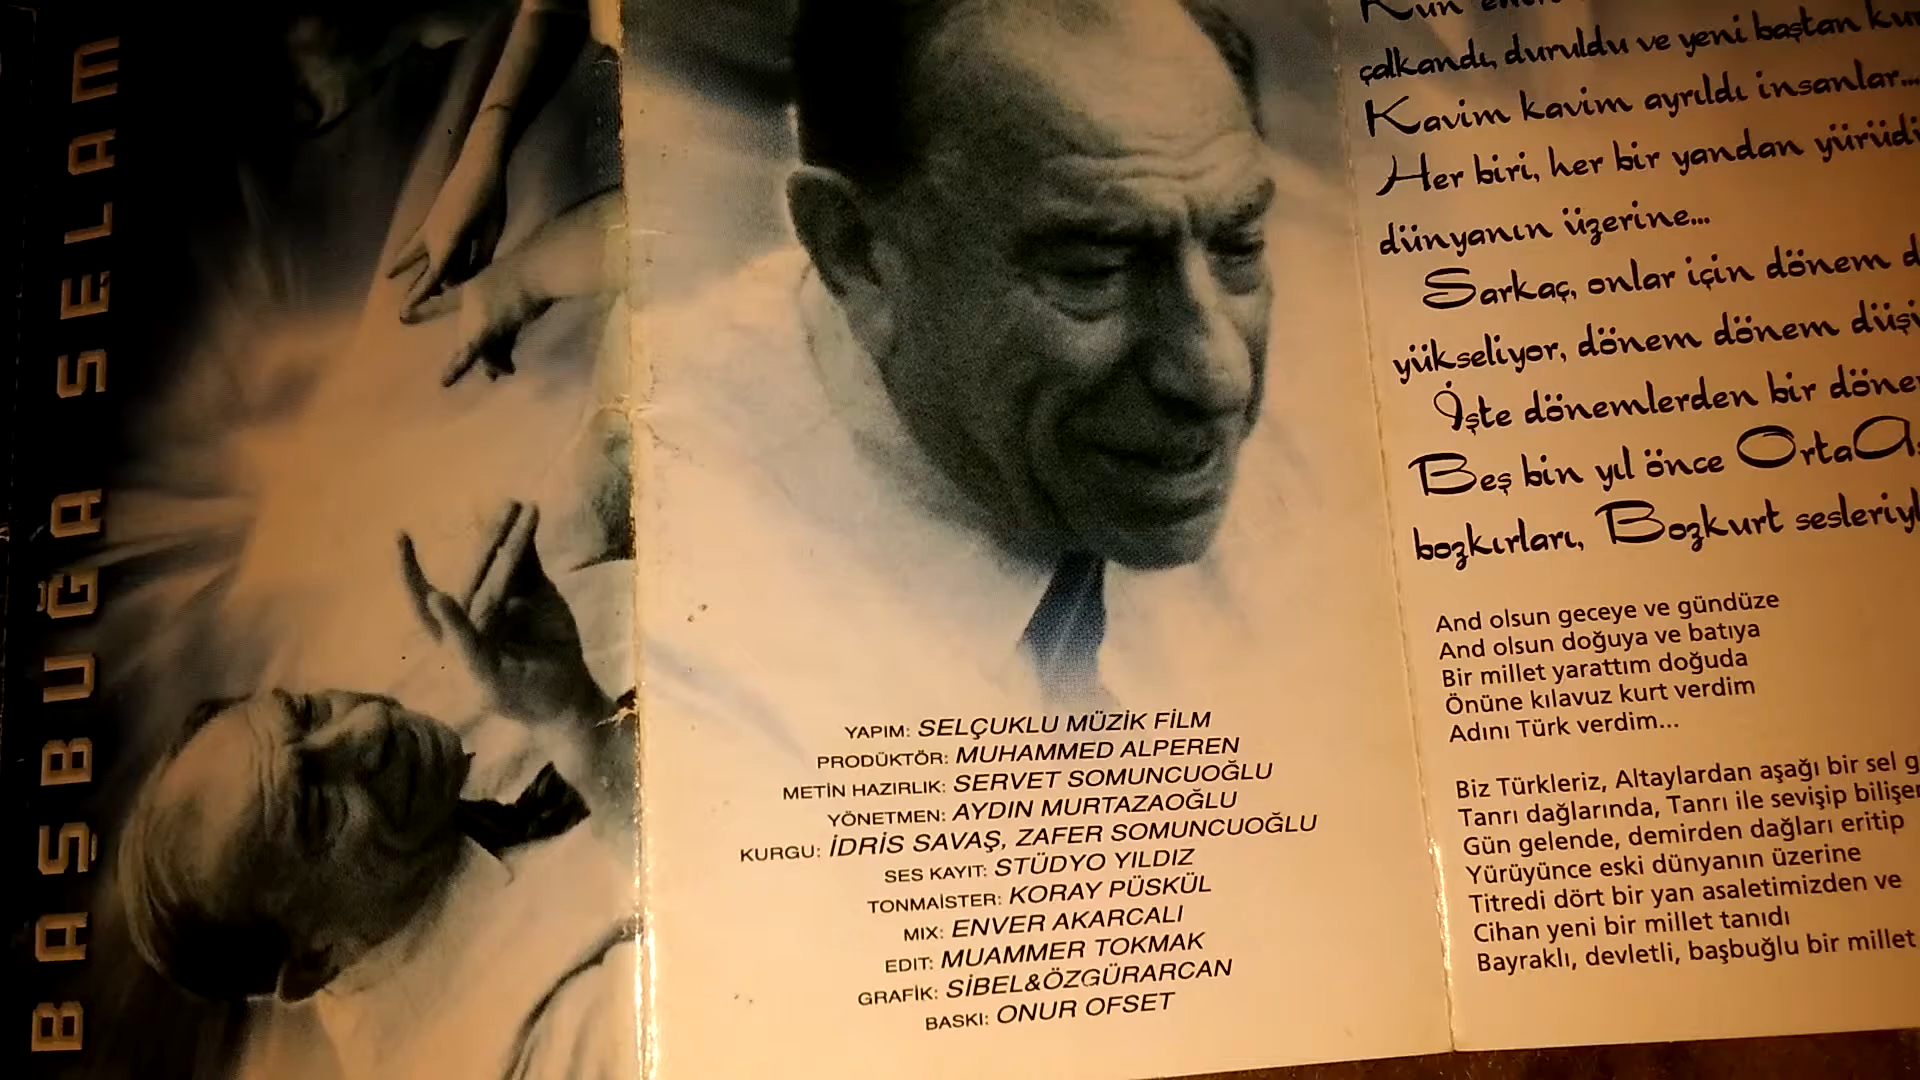 BAŞBUĞA SELAM
YAPIM: SELÇUKLU MÜZİK FİLM
PRODÜKTÖR: MUHAMMED ALPEREN
METİN HAZIRLIK: SERVET SOMUNCUOĞLU
YÖNETMEN: AYDIN MURTAZAOĞLU
KURGU: İDRİS SAVAŞ, ZAFER SOMUNCUOĞLU
SES KAYIT: STÜDYO YILDIZ
TONMAİSTER: KORAY PÜSKÜL
MIX: ENVER AKARCALI
EDIT: MUAMMER TOKMAK
GRAFİK: SİBEL&ÖZGÜRARCAN
BASKI: ONUR OFSET
çalkandı, duruldu ve yeni baştan
Kavim kavim ayrıldı insanlar...
Her biri, her bir yandan yürüdü
dünyanın üzerine...
Sarkaç, onlar için dönem
yükseliyor, dönem dönem
İşte dönemlerden bir
Beş bin yıl önce Orta
bozkırları, Bozkurt
And olsun geceye ve gündüze
And olsun doğuya ve batıya
Bir millet yarattım doğuda
Önüne kılavuz kurt verdim
Adını Türk verdim...
Biz Türkleriz, Altaylardan aşağı bir sel
Tanrı dağlarında, Tanrı ile sevişip
Gün gelende, demirden dağları eritip
Yürüyünce eski dünyanın üzerine
Titredi dört bir yan asaletimizden ve
Cihan yeni bir millet tanıdı
Bayraklı, devletli, başbuğlu bir millet